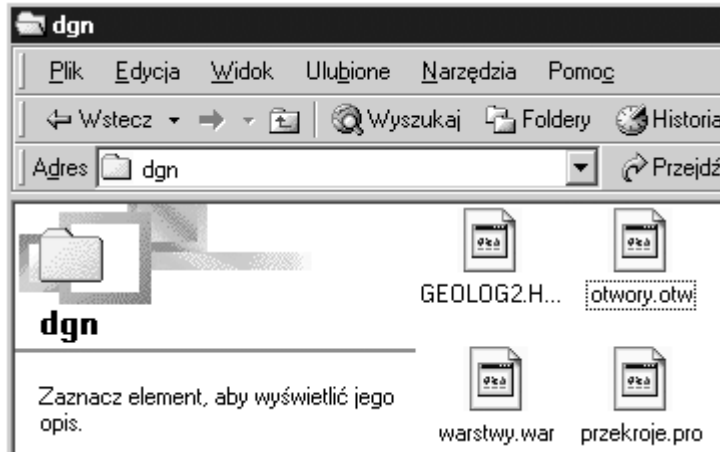 dgn
Plik Edycja Widok Ulubione Narzędzia Pomoc
Wstecz Wyszukaj Foldery Historia
Adres dgn Przejdź
GEOLOG2.H... otwory.otw
dgn
Zaznacz element, aby wyświetlić jego
opis.
warstwy.war przekroje.pro